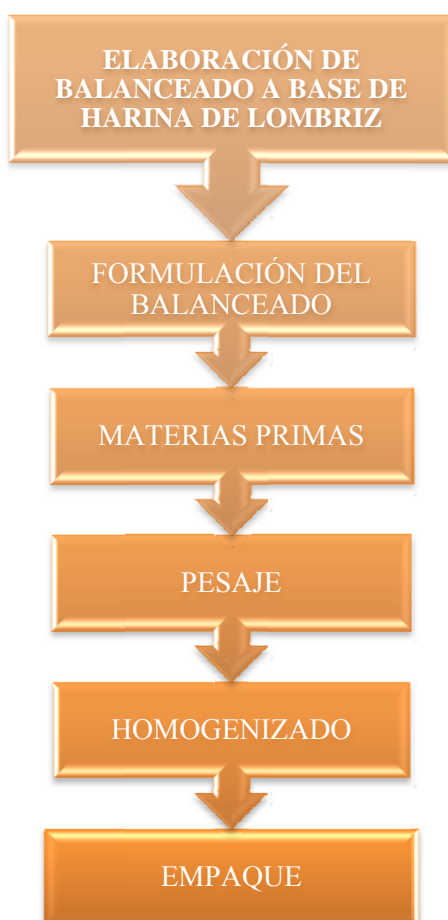 ELABORACIÓN DE
BALANCEADO A BASE DE
HARINA DE LOMBRIZ
FORMULACIÓN DEL
BALANCEADO
MATERIAS PRIMAS
PESAJE
HOMOGENIZADO
EMPAQUE